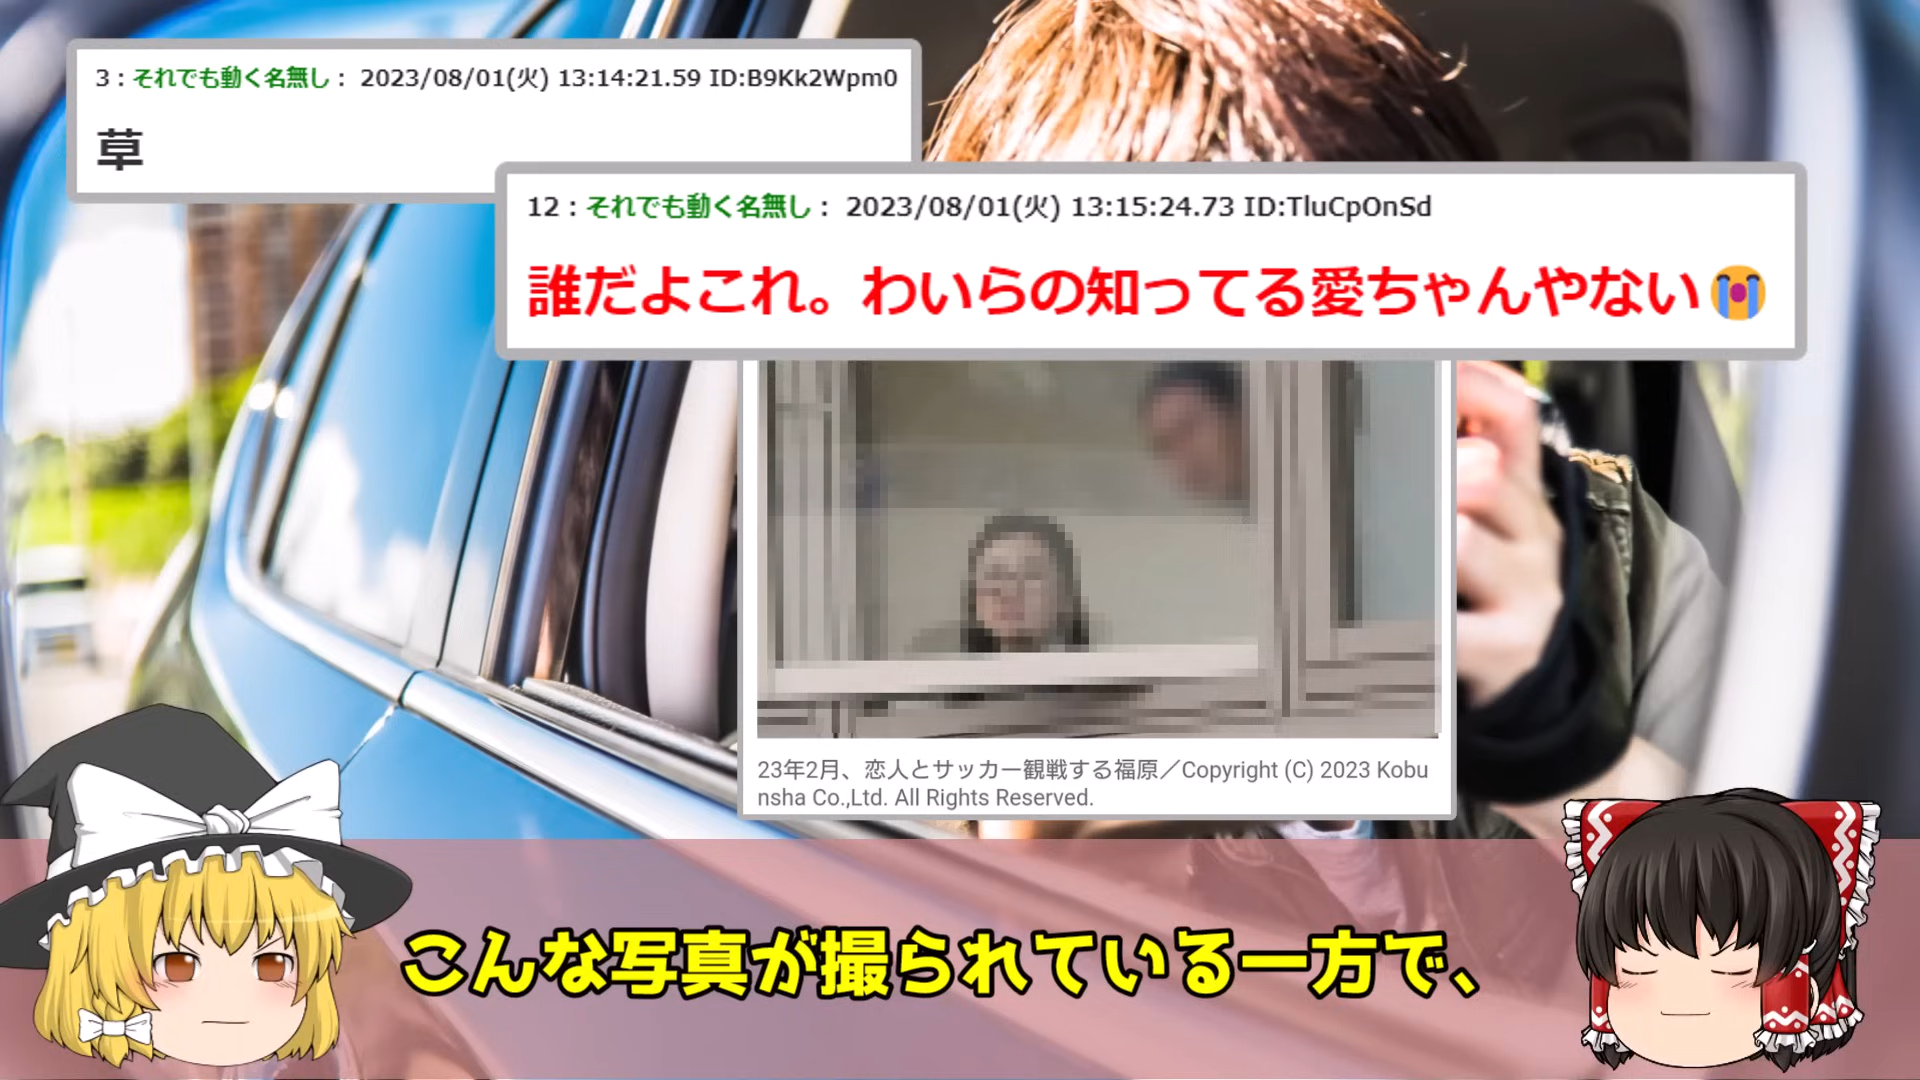 3 : それでも動く名無し : 2023/08/01(火) 13:14:21.59 ID:B9Kk2Wpm0
草
12 : それでも動く名無し : 2023/08/01(火) 13:15:24.73 ID:TluCpOnSd
誰だよこれ。わいらの知ってる愛ちゃんやない😭
23年2月、恋人とサッカー観戦する福原／Copyright (C) 2023 Kobu
nsha Co.,Ltd. All Rights Reserved.
こんな写真が撮られている一方で、